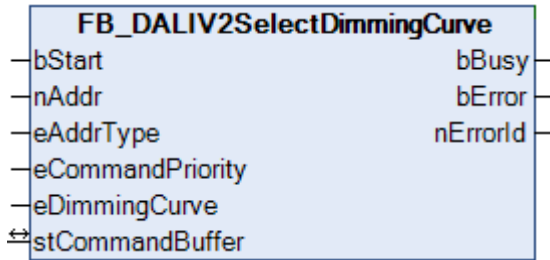 FB_DALIV2SelectDimmingCurve
bStart bBusy
nAddr bError
eAddrType nErrorId
eCommandPriority
eDimmingCurve
stCommandBuffer